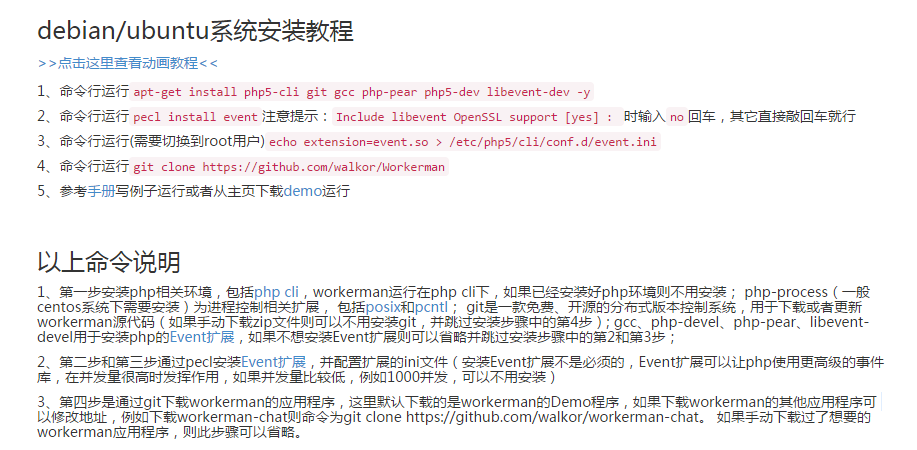 debian/ubuntu系统安装教程
>>点击这里查看动画教程<<
1、命令行运行 apt-get install php5-cli git gcc php-pear php5-dev libevent-dev -y
2、命令行运行 pecl install event 注意提示：Include libevent OpenSSL support [yes] : 时输入 no 回车，其它直接敲回车就行
3、命令行运行(需要切换到root用户) echo extension=event.so > /etc/php5/cli/conf.d/event.ini
4、命令行运行 git clone https://github.com/walkor/Workerman
5、参考手册写例子运行或者从主页下载demo运行
以上命令说明
1、第一步安装php相关环境，包括php cli，workerman运行在php cli下，如果已经安装好php环境则不用安装； php-process（一般
centos系统下需要安装）为进程控制相关扩展， 包括posix和pcntl； git是一款免费、开源的分布式版本控制系统，用于下载或者更新
workerman源代码（如果手动下载zip文件则可以不用安装git，并跳过安装步骤中的第4步）; gcc、php-devel、php-pear、libevent-
devel用于安装php的Event扩展，如果不想安装Event扩展则可以省略并跳过安装步骤中的第2和第3步；
2、第二步和第三步通过pecl安装Event扩展，并配置扩展的ini文件（安装Event扩展不是必须的，Event扩展可以让php使用更高级的事件
库，在并发量很高时发挥作用，如果并发量比较低，例如1000并发，可以不用安装）
3、第四步是通过git下载workerman的应用程序，这里默认下载的是workerman的Demo程序，如果下载workerman的其他应用程序可
以修改地址，例如下载workerman-chat则命令为git clone https://github.com/walkor/workerman-chat。 如果手动下载过了想要的
workerman应用程序，则此步骤可以省略。